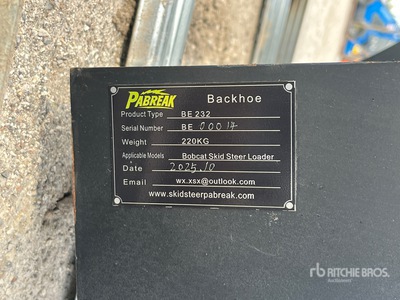 PABREAK Backhoe
Product Type BE 232
Serial Number BE 00017
Weight 220KG
Applicable Models Bobcat Skid Steer Loader
Date 2025.10
Email wx.xsx@outlook.com
www.skidsteerpabreak.com
rb RITCHIE BROS.
Auctioneers